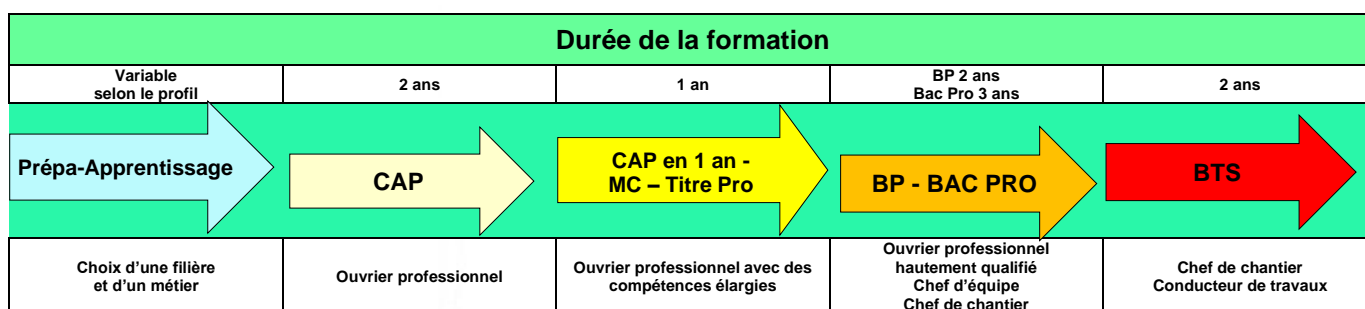 Durée de la formation
Variable
selon le profil
2 ans
1 an
BP 2 ans
Bac Pro 3 ans
2 ans
Prépa-Apprentissage
CAP
CAP en 1 an -
MC – Titre Pro
BP - BAC PRO
BTS
Choix d'une filière
et d'un métier
Ouvrier professionnel
Ouvrier professionnel avec des
compétences élargies
Ouvrier professionnel
hautement qualifié
Chef d'équipe
Chef de chantier
Chef de chantier
Conducteur de travaux